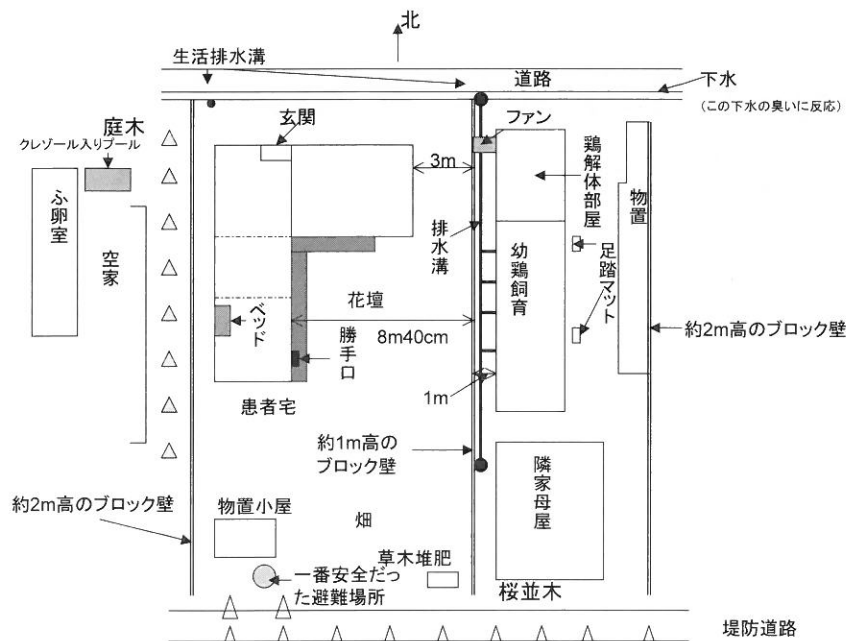 北
生活排水溝
道路
下水
(この下水の臭いに反応)
庭木
クレゾール入りプール
玄関
ファン
3m
鶏解体部屋
物置
ふ卵室
空家
排水溝
幼鶏飼育
足踏マット
花壇
ベッド
8m40cm
勝手口
約2m高のブロック壁
1m
患者宅
約1m高の
ブロック壁
隣家母屋
約2m高のブロック壁
物置小屋
畑
草木堆肥
一番安全だっ
た避難場所
桜並木
堤防道路